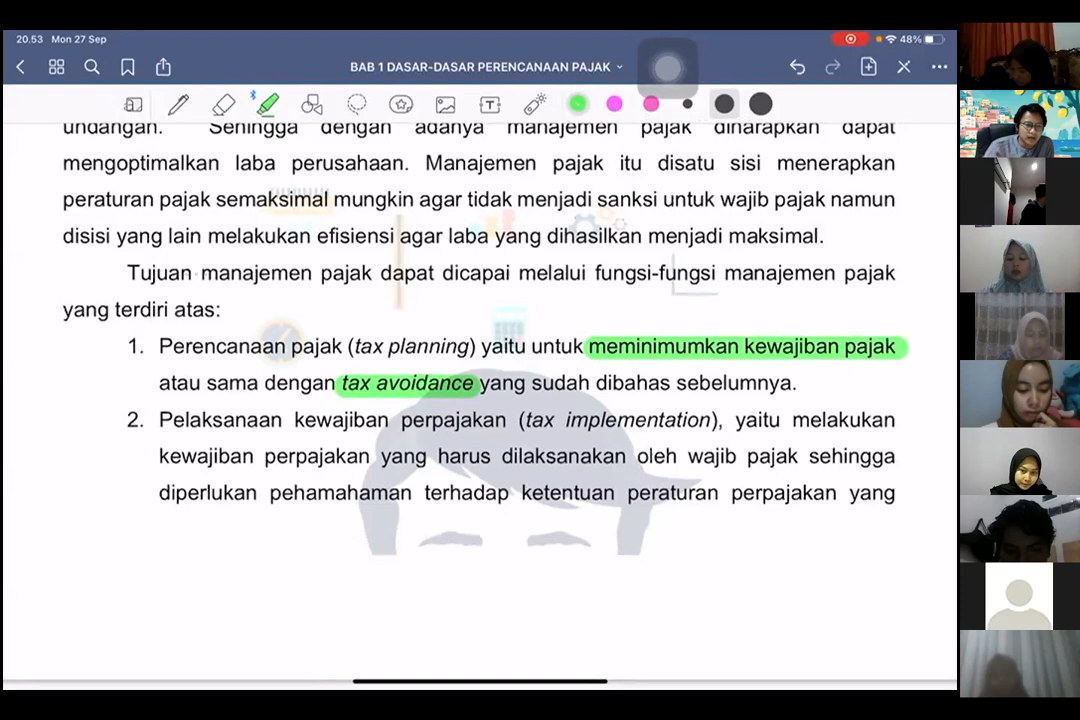 20.53 Mon 27 Sep
48%
BAB 1 DASAR-DASAR PERENCANAAN PAJAK
undangan. Sehingga dengan adanya manajemen pajak diharapkan dapat
mengoptimalkan laba perusahaan. Manajemen pajak itu disatu sisi menerapkan
peraturan pajak semaksimal mungkin agar tidak menjadi sanksi untuk wajib pajak namun
disisi yang lain melakukan efisiensi agar laba yang dihasilkan menjadi maksimal.
Tujuan manajemen pajak dapat dicapai melalui fungsi-fungsi manajemen pajak
yang terdiri atas:
1. Perencanaan pajak (tax planning) yaitu untuk meminimumkan kewajiban pajak
atau sama dengan tax avoidance yang sudah dibahas sebelumnya.
2. Pelaksanaan kewajiban perpajakan (tax implementation), yaitu melakukan
kewajiban perpajakan yang harus dilaksanakan oleh wajib pajak sehingga
diperlukan pehamahaman terhadap ketentuan peraturan perpajakan yang